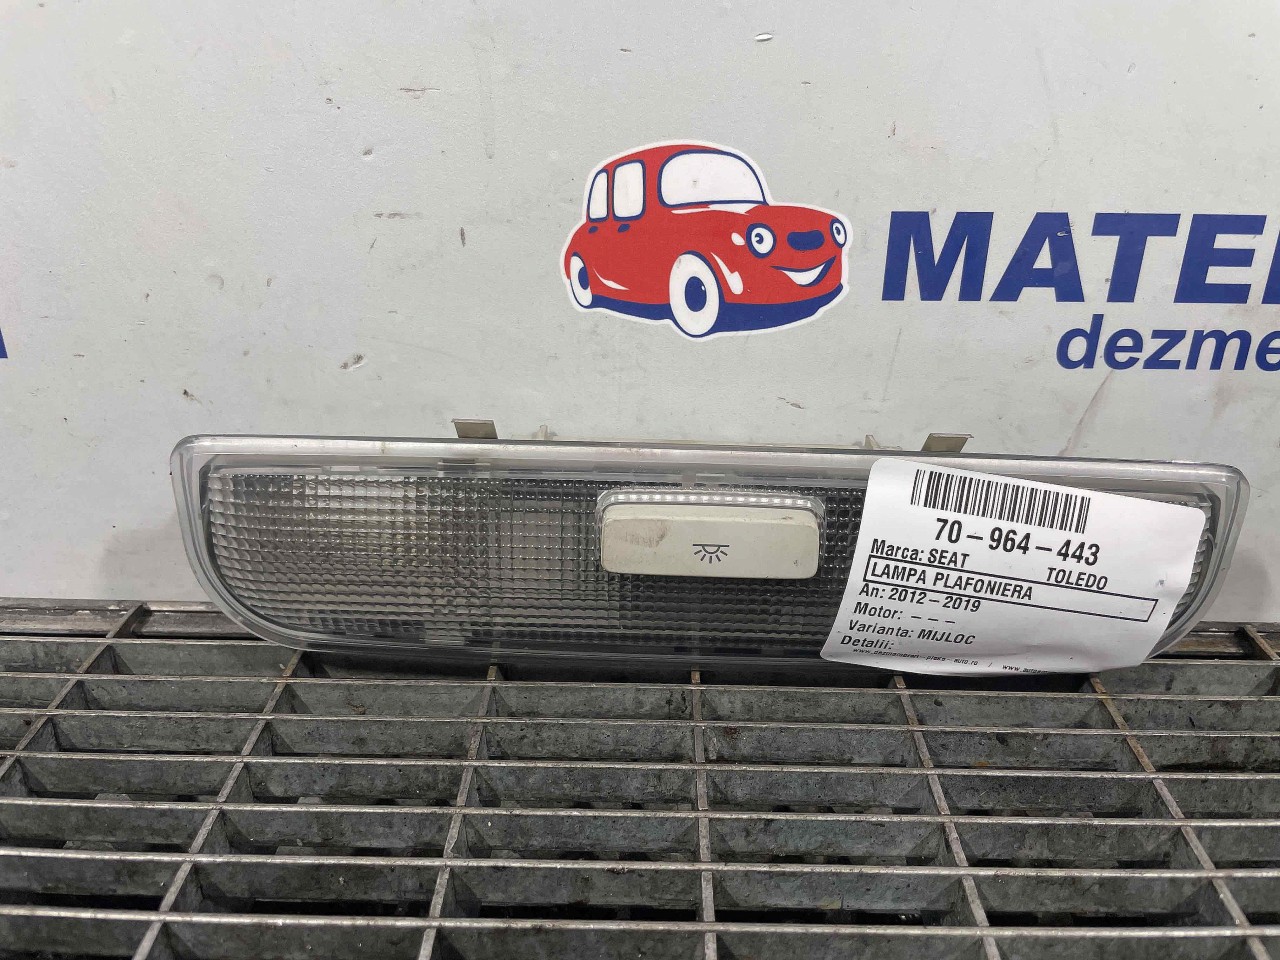 MATE
dezme
70-964-443
Marca: SEAT TOLEDO
LAMPA PLAFONIERA
An: 2012-2019
Motor: - - -
Varianta: MIJLOC
Detalii: